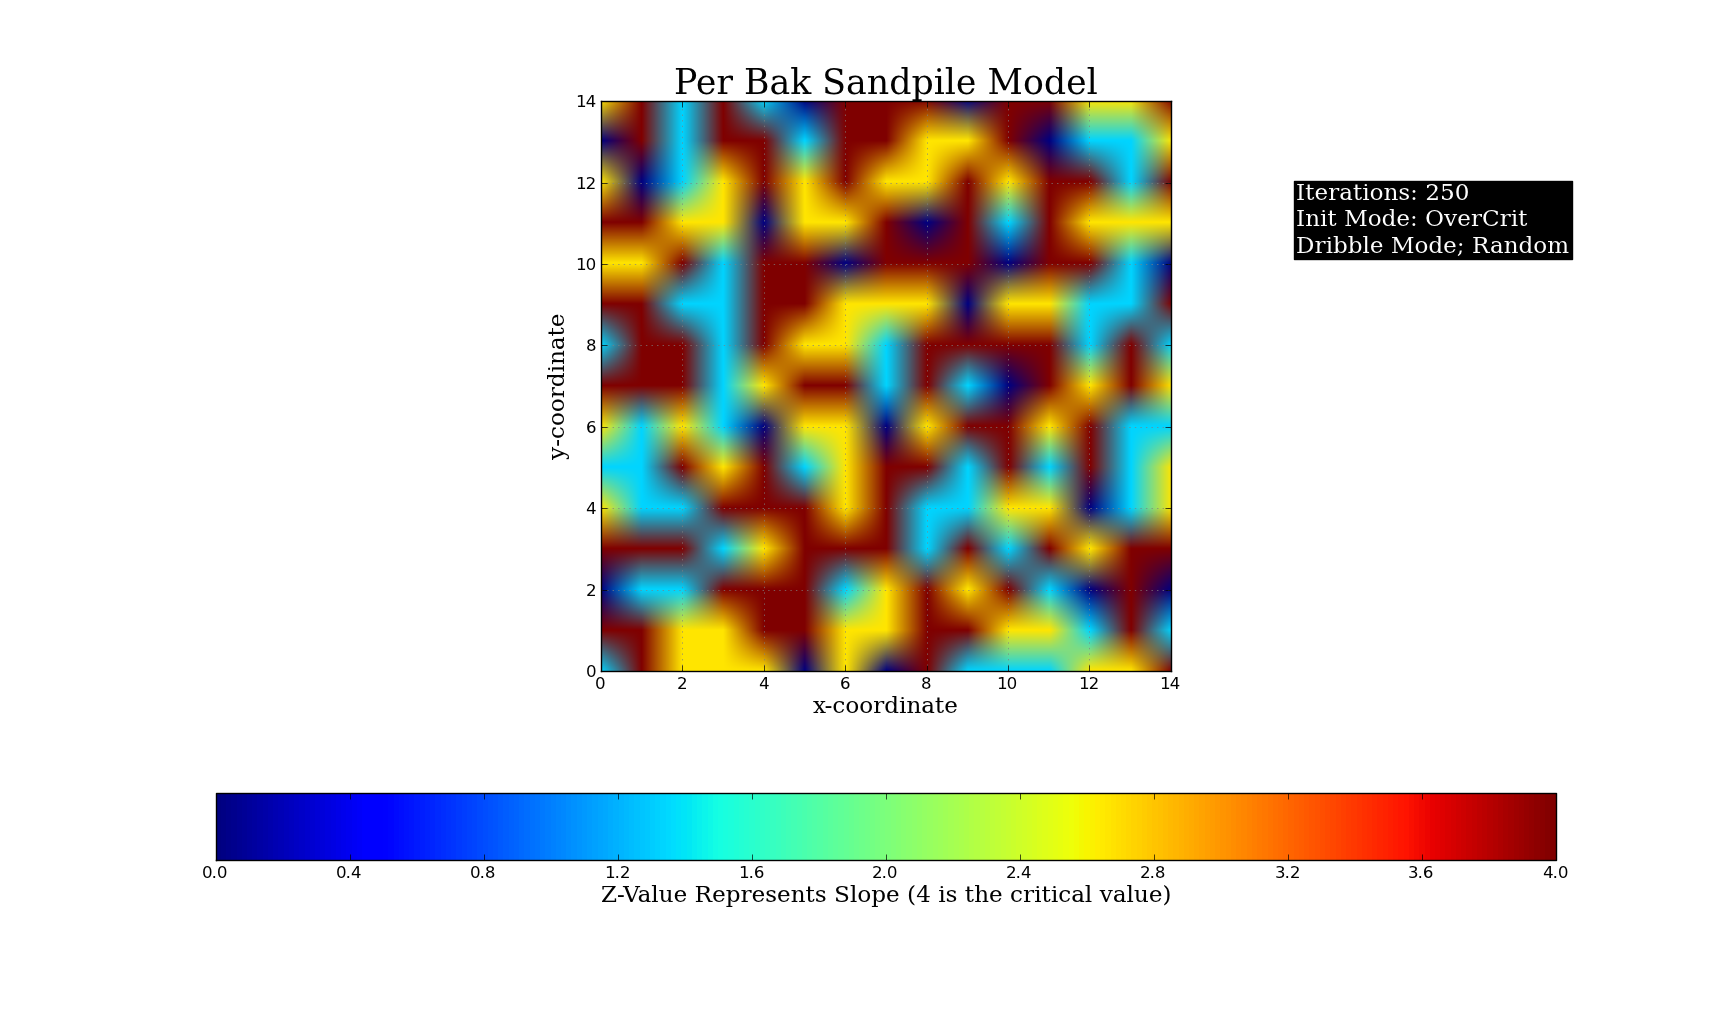 Per Bak Sandpile Model
14
12
10
8
6
4
2
0
y-coordinate
0 2 4 6 8 10 12 14
x-coordinate
Iterations: 250
Init Mode: OverCrit
Dribble Mode; Random
0.0 0.4 0.8 1.2 1.6 2.0 2.4 2.8 3.2 3.6 4.0
Z-Value Represents Slope (4 is the critical value)